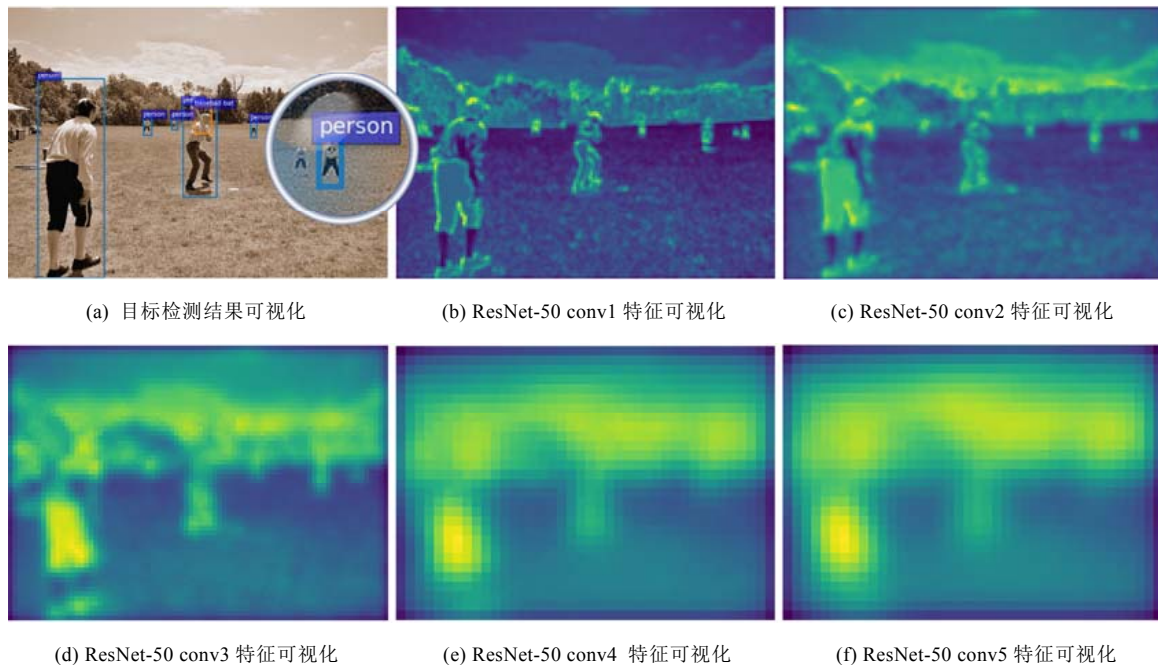 person
person
person
baseball bat
person
person
(a) 目标检测结果可视化
(b) ResNet-50 conv1 特征可视化
(c) ResNet-50 conv2 特征可视化
(d) ResNet-50 conv3 特征可视化
(e) ResNet-50 conv4 特征可视化
(f) ResNet-50 conv5 特征可视化